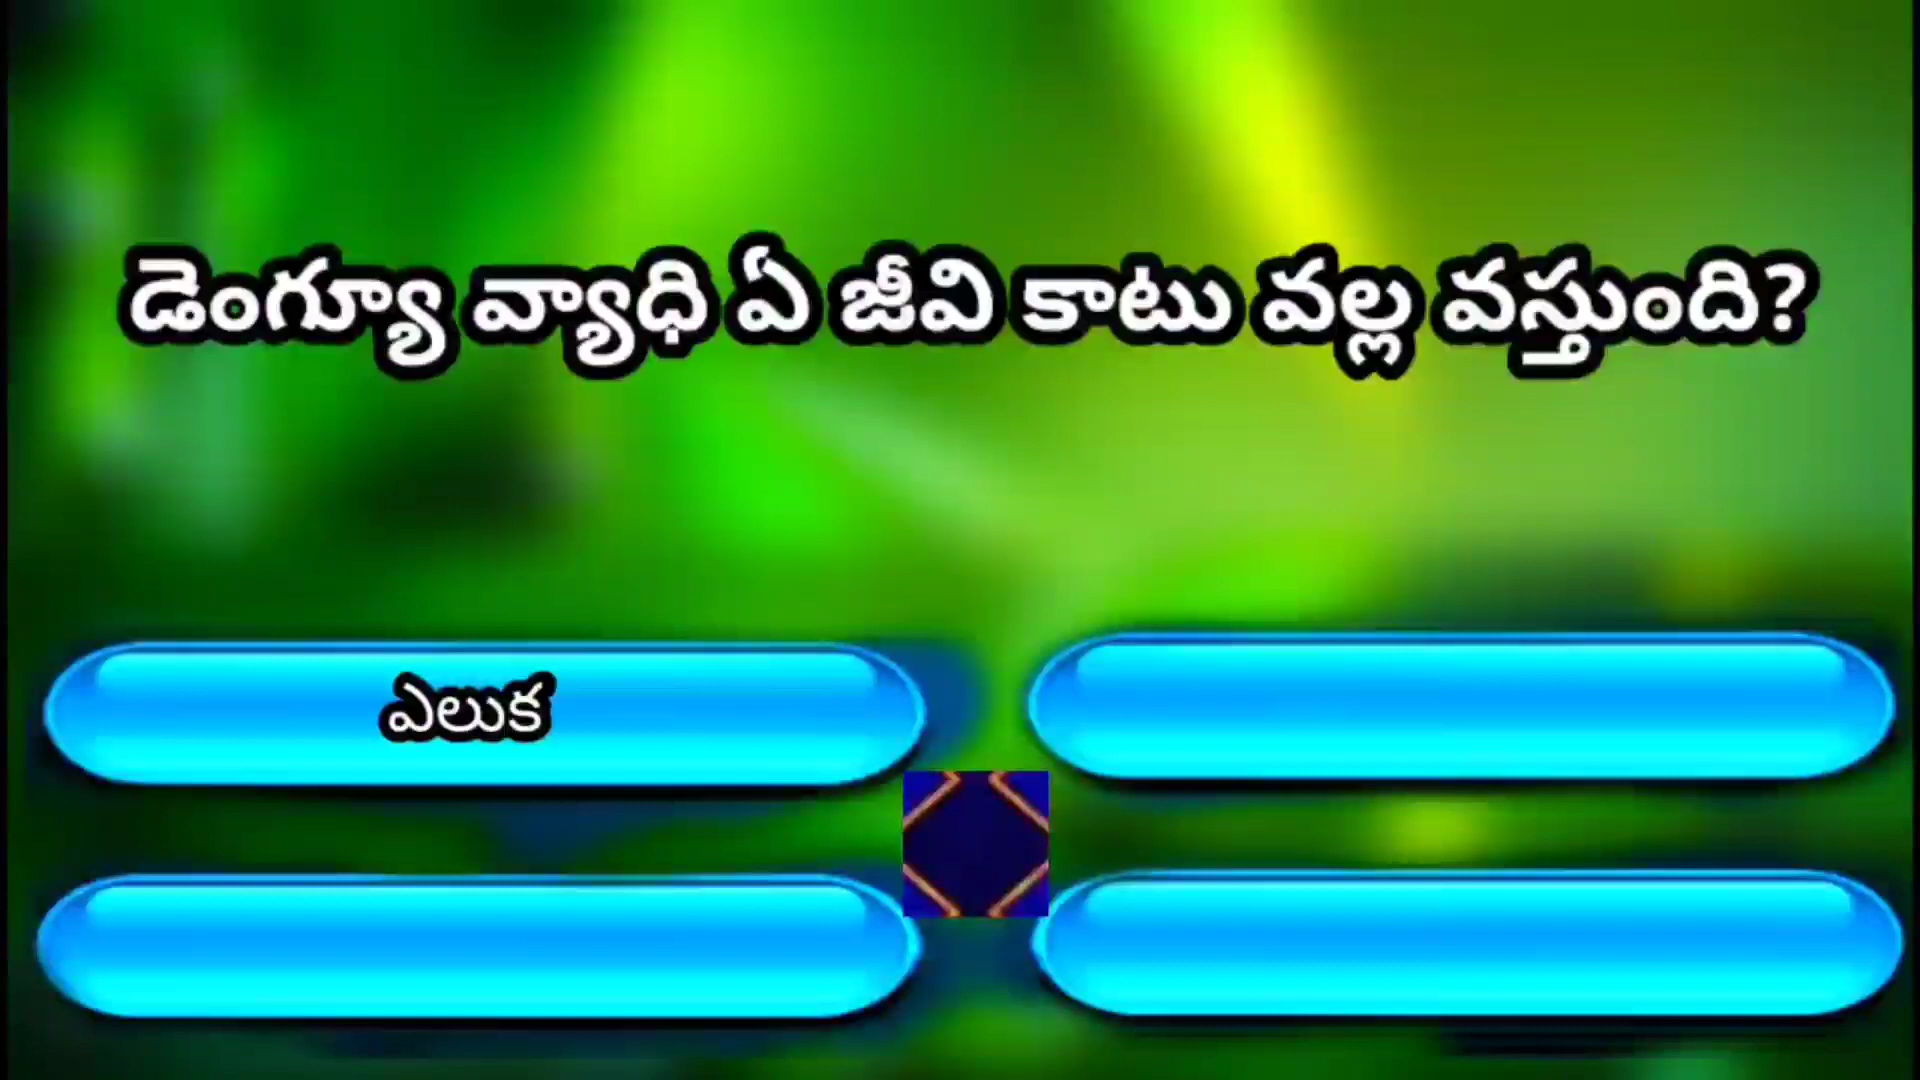 డెంగ్యూ వ్యాధి ఏ జీవి కాటు వల్ల వస్తుంది?
ఎలుక